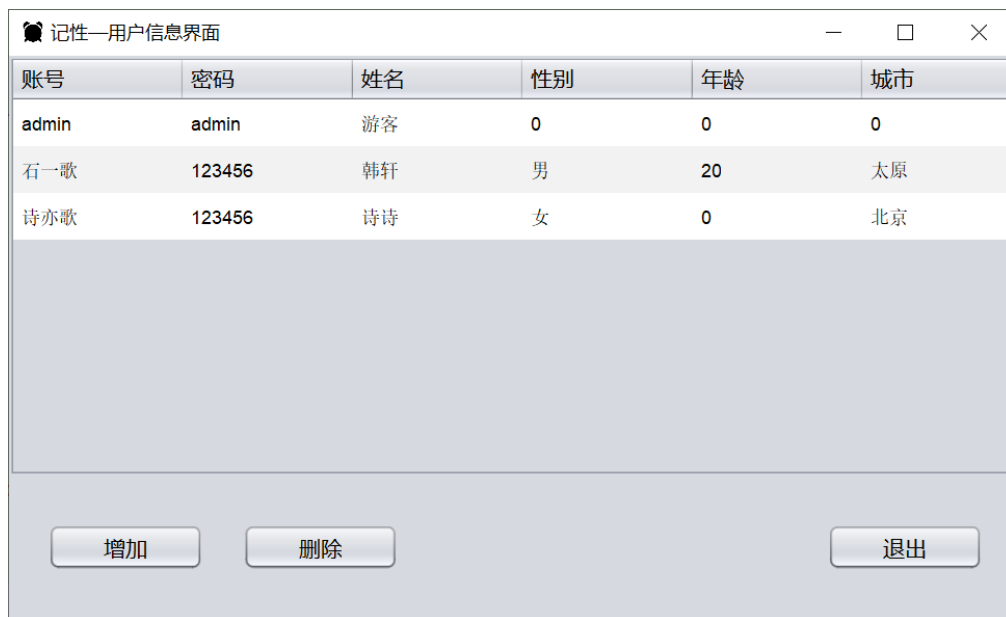 记性—用户信息界面
账号 密码 姓名 性别 年龄 城市
admin admin 游客 0 0 0
石一歌 123456 韩轩 男 20 太原
诗亦歌 123456 诗诗 女 0 北京
增加 删除 退出